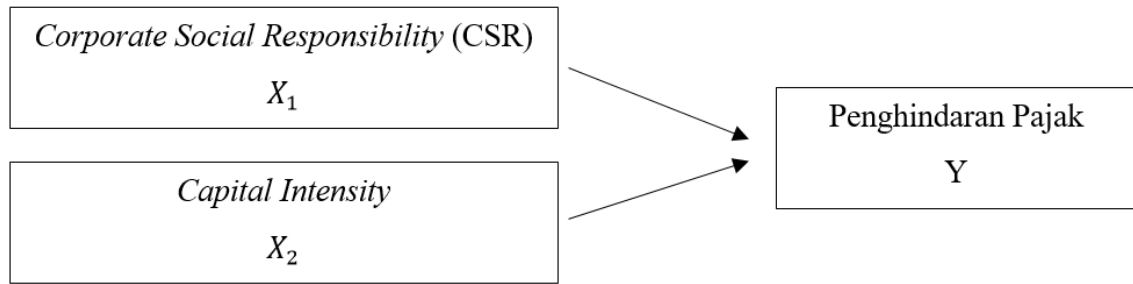 Corporate Social Responsibility (CSR)
X₁
Capital Intensity
X₂
Penghindaran Pajak
Y